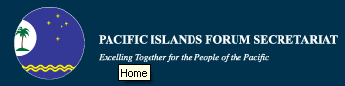 PACIFIC ISLANDS FORUM SECRETARIAT
Excelling Together for the People of the Pacific
Home